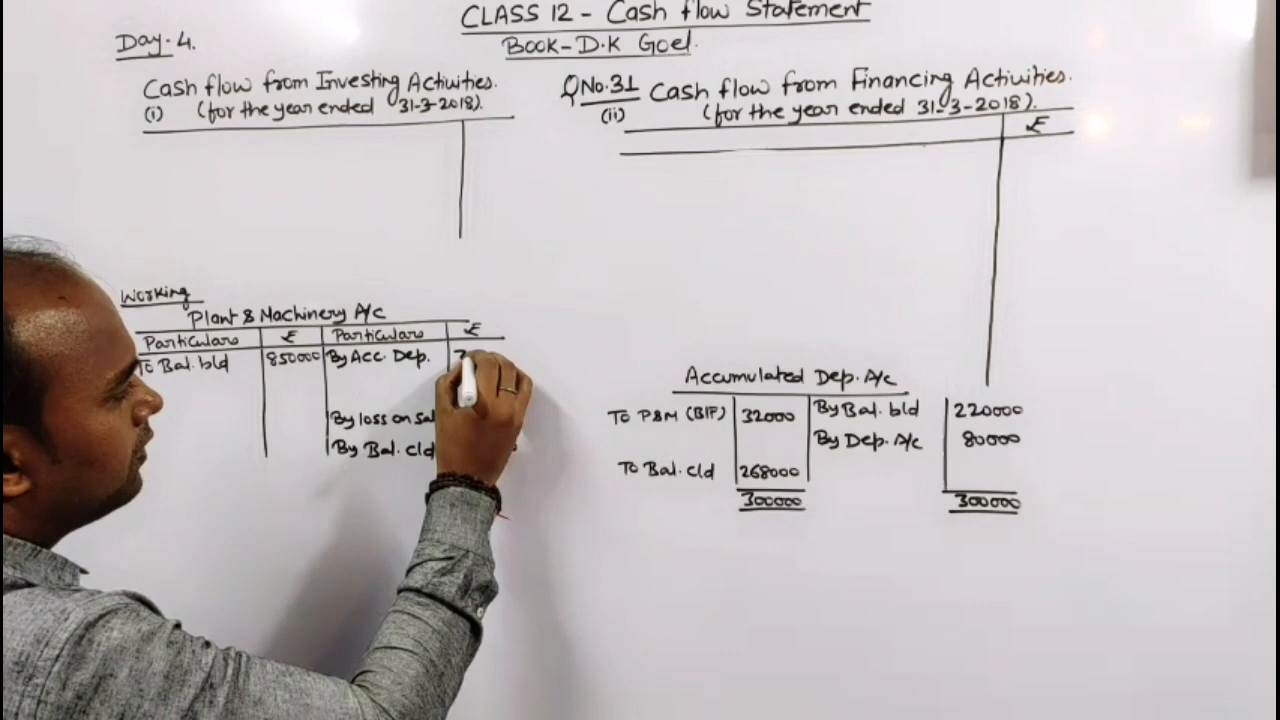 CLASS 12 - Cash flow Statement
BOOK - D.K Goel.
Day- 4.
Cash flow from Investing Activities.
(i) (for the year ended 31-3-2018).
QNo.31 Cash flow from Financing Activities.
(ii) (for the year ended 31-3-2018).
₹
Working
Plant & Machinery A/c
Particulars ₹ Particulars ₹
To Bal. b/d 850000 By Acc. Dep.
By loss on
By Bal. c/d
Accumulated Dep. A/c
To P&M (B/F) 32000 By Bal. b/d 220000
By Dep. A/c 80000
To Bal. c/d 268000
300000 300000